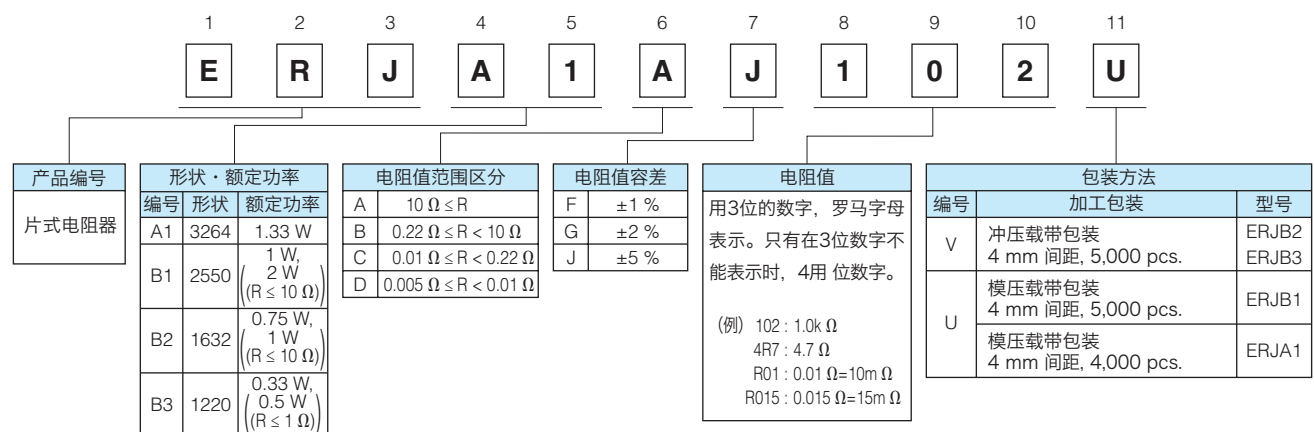 1 2 3 4 5 6 7 8 9 10 11
E R J A 1 A J 1 0 2 U
产品编号
片式电阻器
形状・额定功率
编号 形状 额定功率
A1 3264 1.33 W
B1 2550 1 W,
2 W
(R ≤ 10 Ω)
B2 1632 0.75 W,
1 W
(R ≤ 10 Ω)
B3 1220 0.33 W,
0.5 W
(R ≤ 1 Ω)
电阻值范围区分
A 10 Ω ≤ R
B 0.22 Ω ≤ R < 10 Ω
C 0.01 Ω ≤ R < 0.22 Ω
D 0.005 Ω ≤ R < 0.01 Ω
电阻值容差
F ±1 %
G ±2 %
J ±5 %
电阻值
用3位的数字，罗马字母
表示。只有在3位数字不
能表示时，4用 位数字。
(例) 102 : 1.0k Ω
4R7 : 4.7 Ω
R01 : 0.01 Ω=10m Ω
R015 : 0.015 Ω=15m Ω
包装方法
编号 加工包装 型号
V 冲压载带包装 ERJB2
4 mm 间距, 5,000 pcs. ERJB3
U 模压载带包装
4 mm 间距, 5,000 pcs. ERJB1
模压载带包装
4 mm 间距, 4,000 pcs. ERJA1